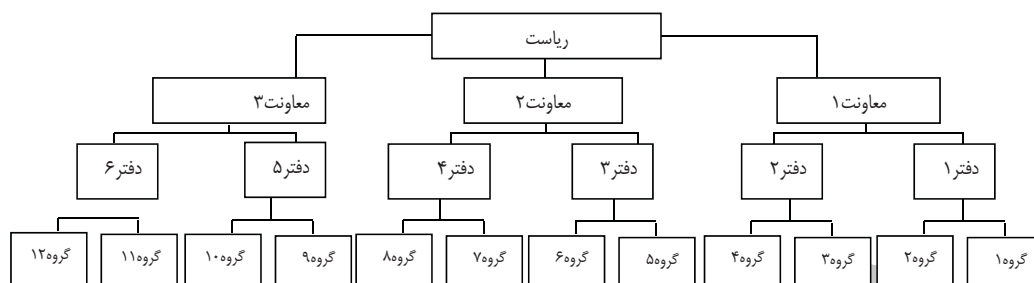 ریاست
معاونت۱
معاونت۲
معاونت۳
دفتر۱
دفتر۲
دفتر۳
دفتر۴
دفتر۵
دفتر۶
گروه۱
گروه۲
گروه۳
گروه۴
گروه۵
گروه۶
گروه۷
گروه۸
گروه۹
گروه۱۰
گروه۱۱
گروه۱۲